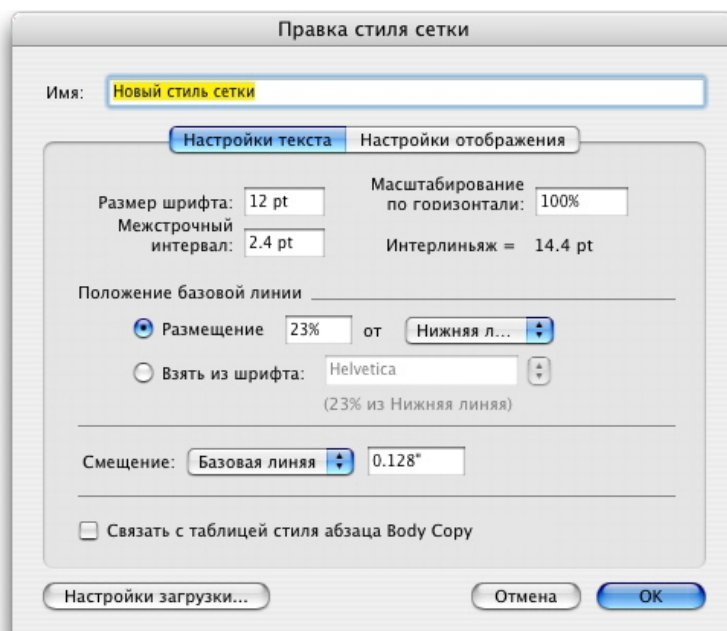 Правка стиля сетки
Имя: Новый стиль сетки
Настройки текста Настройки отображения
Размер шрифта: 12 pt
Масштабирование
по горизонтали: 100%
Межстрочный
интервал: 2.4 pt
Интерлиньяж = 14.4 pt
Положение базовой линии
Размещение 23% от Нижняя л...
Взять из шрифта: Helvetica
(23% из Нижняя линяя)
Смещение: Базовая линяя 0.128"
Связать с таблицей стиля абзаца Body Copy
Настройки загрузки... Отмена OK